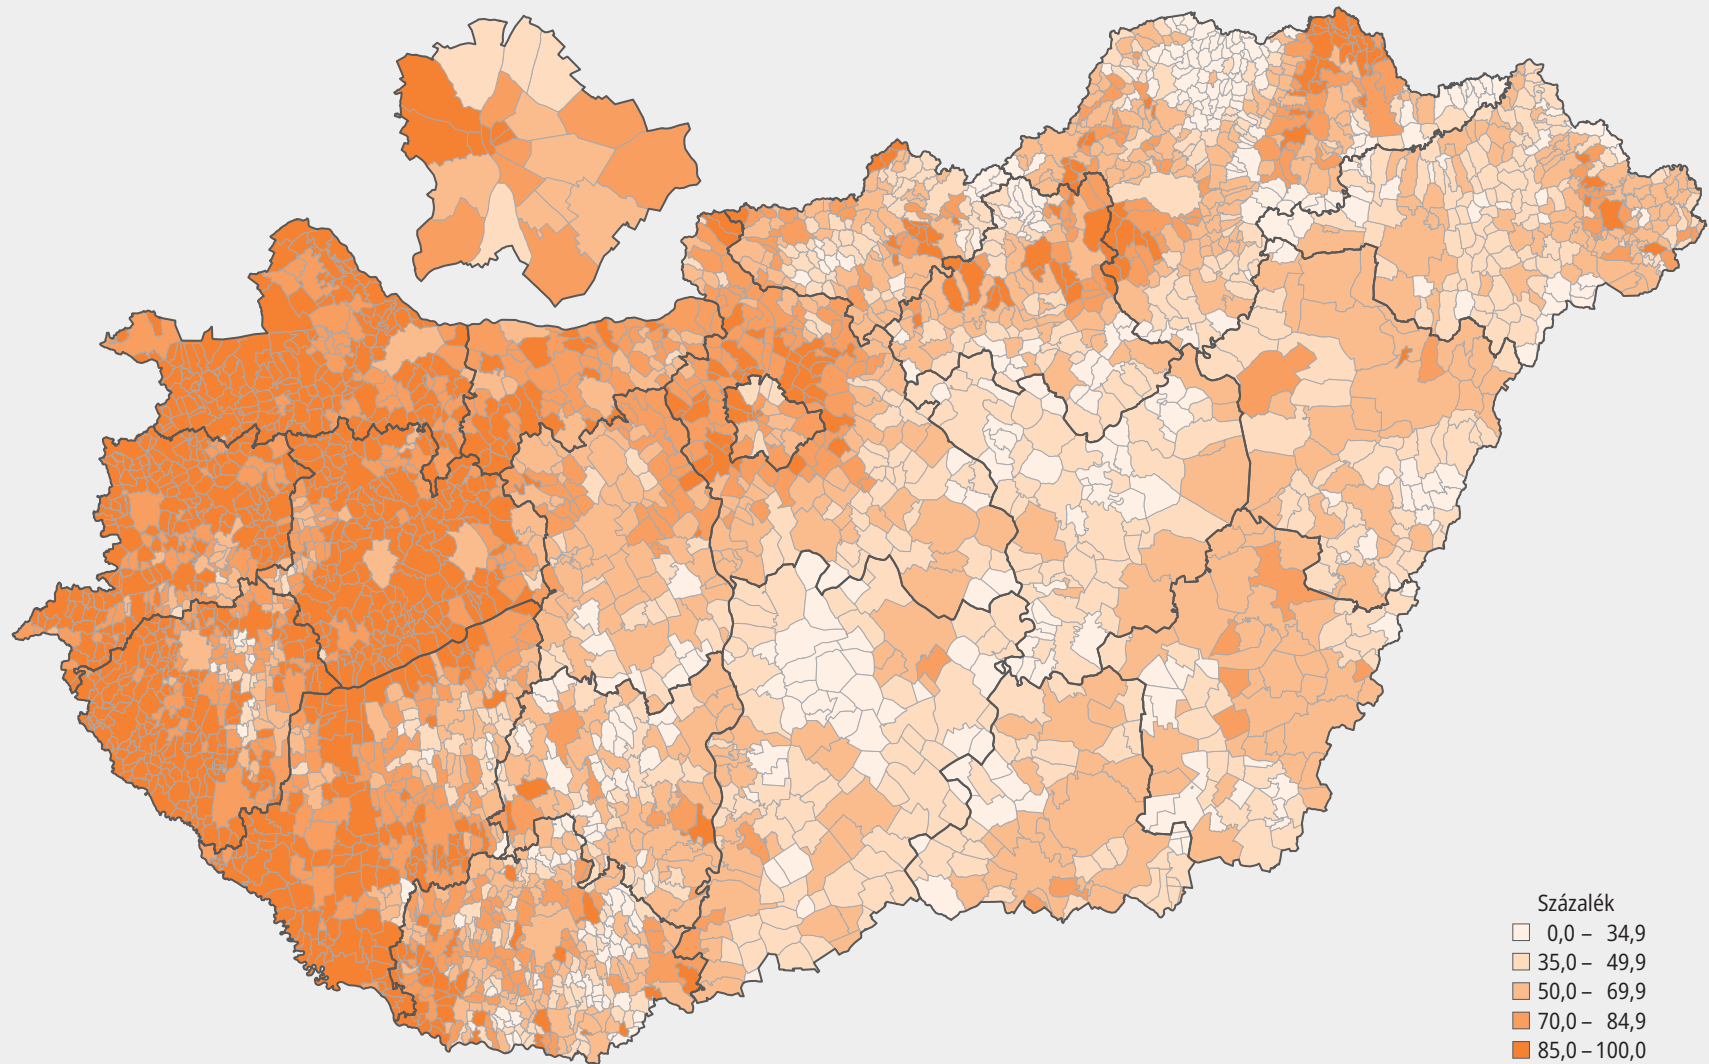 Százalék
0,0 – 34,9
35,0 – 49,9
50,0 – 69,9
70,0 – 84,9
85,0 – 100,0